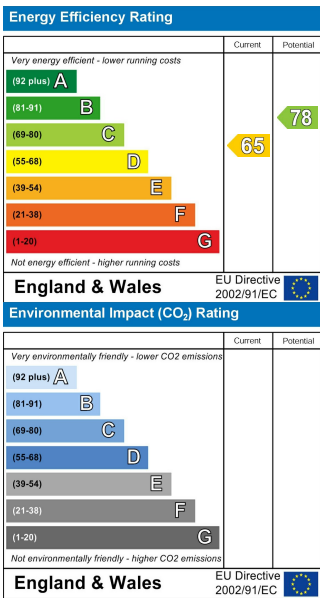 Energy Efficiency Rating
Current Potential
Very energy efficient - lower running costs
(92 plus) A
(81-91) B
78
(69-80) C
65
(55-68) D
(39-54) E
(21-38) F
(1-20) G
Not energy efficient - higher running costs
England & Wales
EU Directive
2002/91/EC
Environmental Impact (CO2) Rating
Current Potential
Very environmentally friendly - lower CO2 emissions
(92 plus) A
(81-91) B
(69-80) C
(55-68) D
(39-54) E
(21-38) F
(1-20) G
Not environmentally friendly - higher CO2 emissions
England & Wales
EU Directive
2002/91/EC